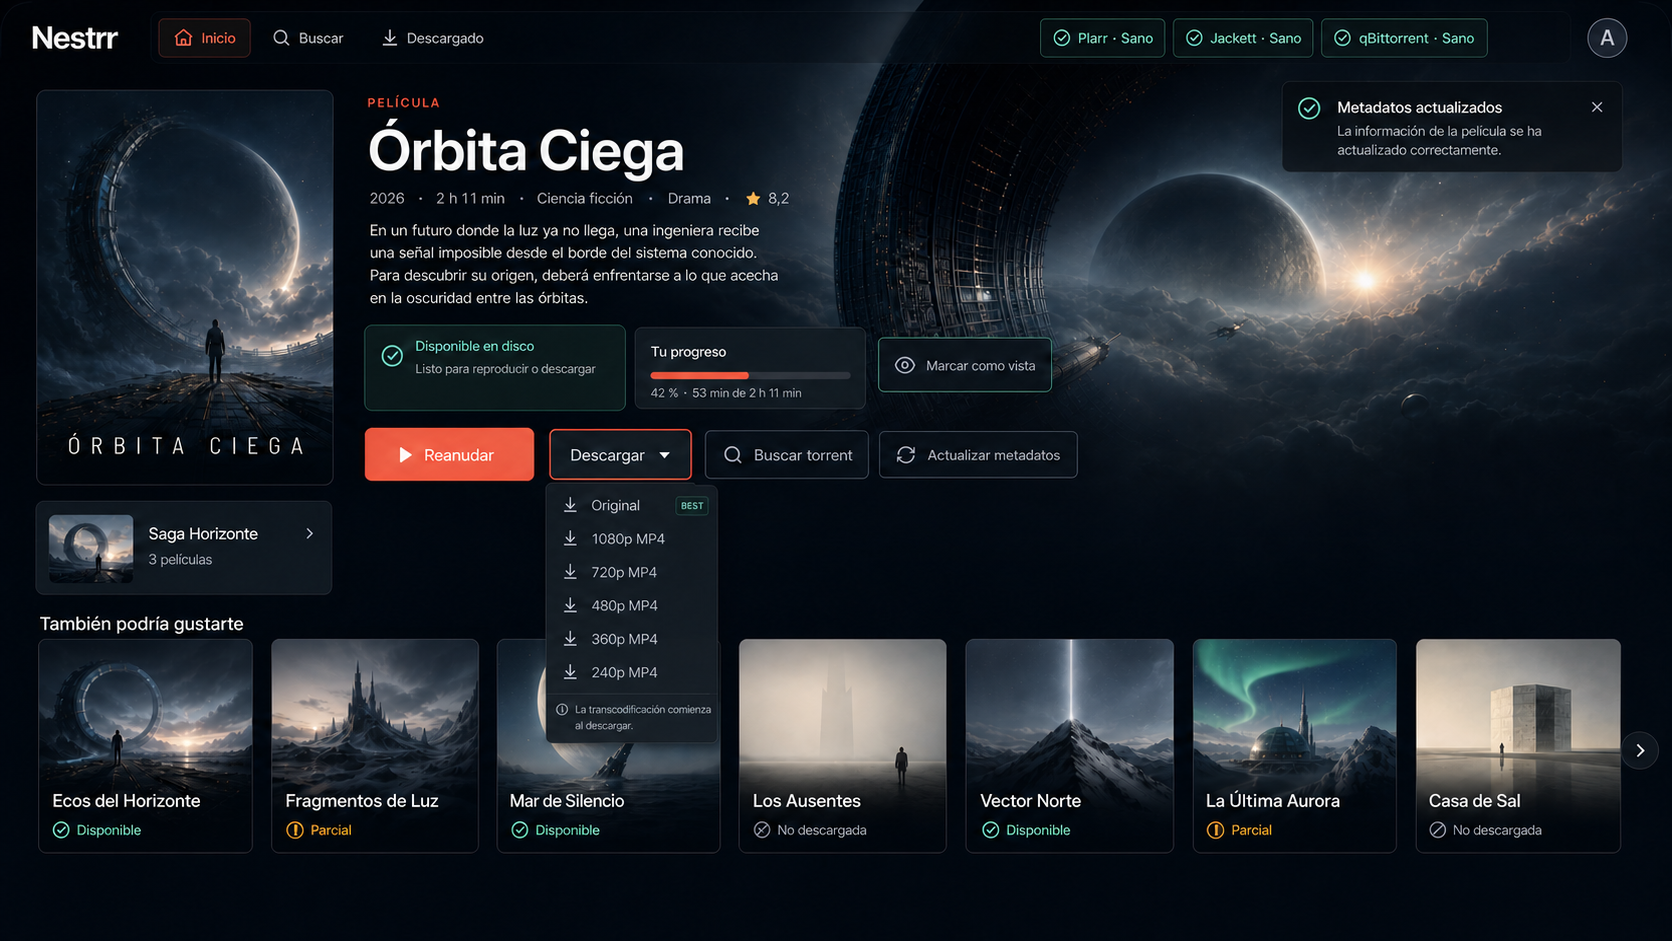 Nestrr
Inicio
Buscar
Descargado
Plarr · Sano
Jackett · Sano
qBittorrent · Sano
A
Metadatos actualizados
La información de la película se ha
actualizado correctamente.
PELÍCULA
Órbita Ciega
2026 · 2 h 11 min · Ciencia ficción · Drama · 8,2
En un futuro donde la luz ya no llega, una ingeniera recibe
una señal imposible desde el borde del sistema conocido.
Para descubrir su origen, deberá enfrentarse a lo que acecha
en la oscuridad entre las órbitas.
ÓRBITA CIEGA
Disponible en disco
Listo para reproducir o descargar
Tu progreso
42 % · 53 min de 2 h 11 min
Marcar como vista
Reanudar
Descargar
Buscar torrent
Actualizar metadatos
Original
BEST
1080p MP4
720p MP4
480p MP4
360p MP4
240p MP4
La transcodificación comienza
al descargar.
Saga Horizonte
3 películas
También podría gustarte
Ecos del Horizonte
Disponible
Fragmentos de Luz
Parcial
Mar de Silencio
Disponible
Los Ausentes
No descargada
Vector Norte
Disponible
La Última Aurora
Parcial
Casa de Sal
No descargada